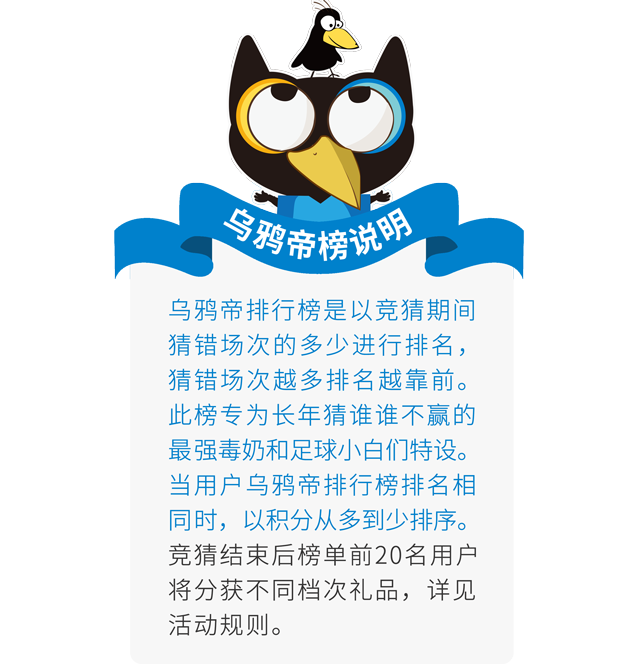 乌鸦帝榜说明
乌鸦帝排行榜是以竞猜期间
猜错场次的多少进行排名，
猜错场次越多排名越靠前。
此榜专为长年猜谁谁不赢的
最强毒奶和足球小白们特设。
当用户乌鸦帝排行榜排名相
同时，以积分从多到少排序。
竞猜结束后榜单前20名用户
将分获不同档次礼品，详见
活动规则。